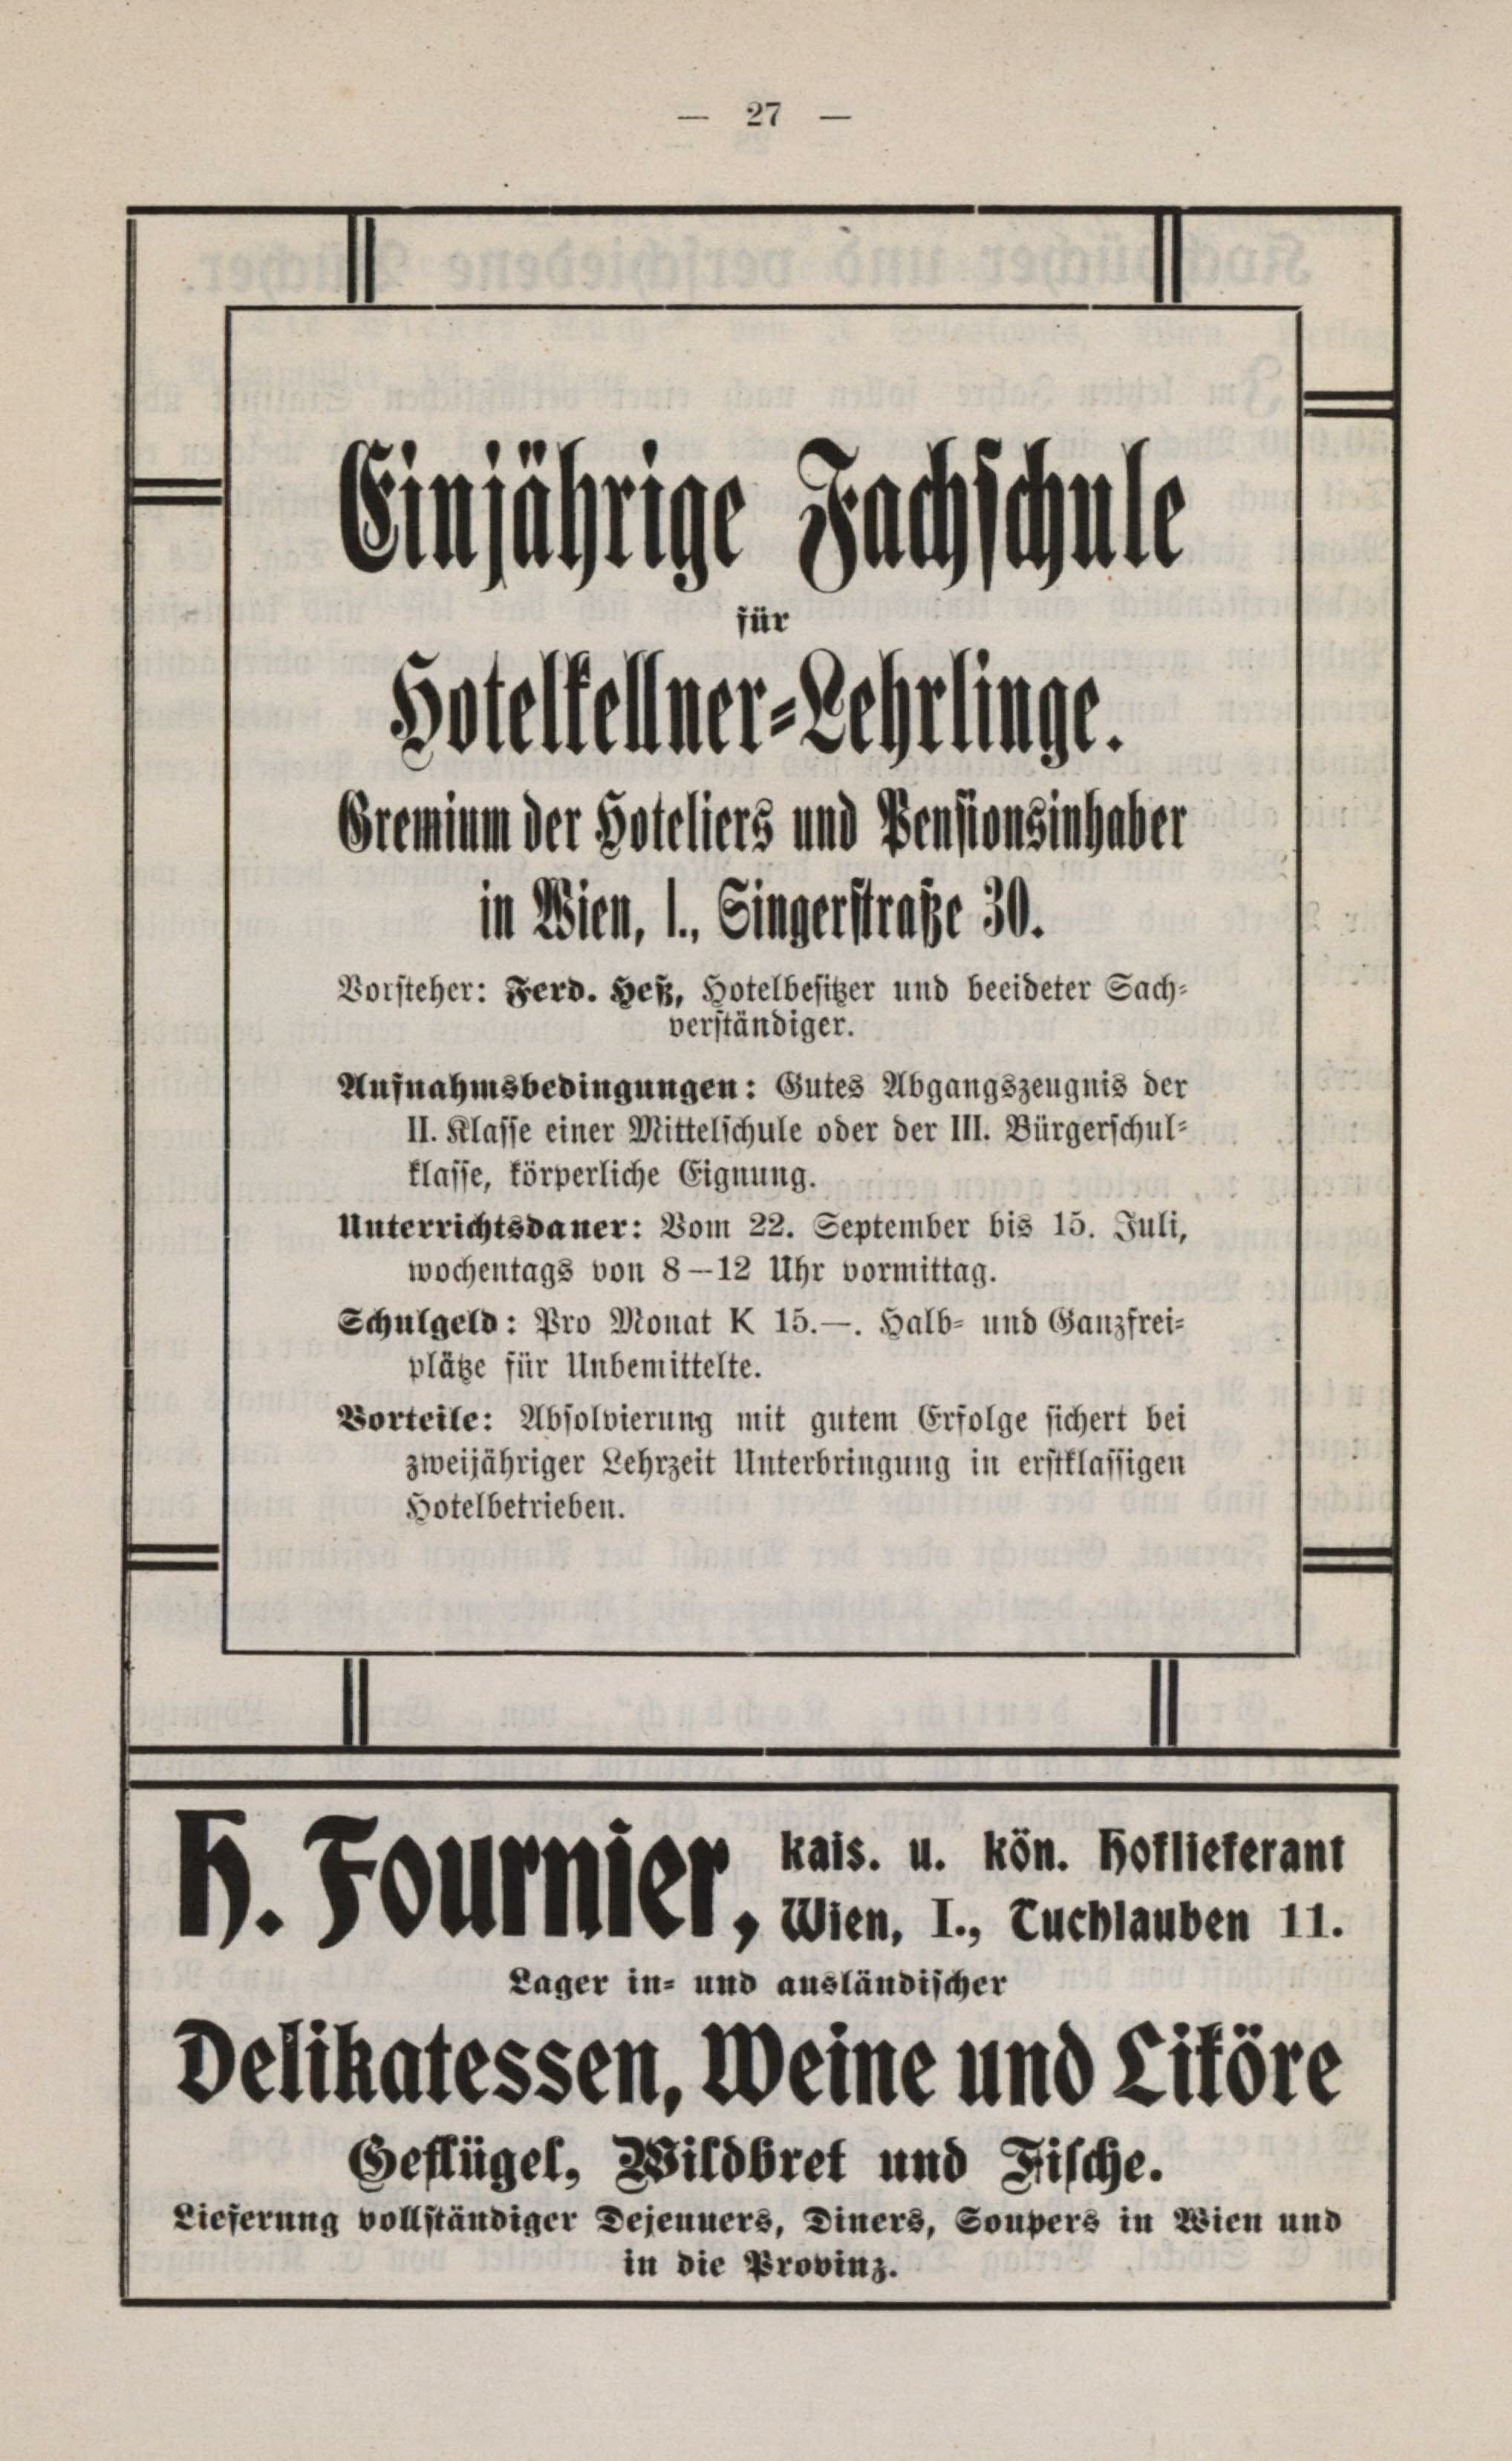 — 27 —
Einjährige Fachschule
für
Hotelkellner-Lehrlinge.
Gremium der Hoteliers und Pensionsinhaber
in Wien, I., Singerstraße 30.
Vorsteher: Ferd. Heß, Hotelbesitzer und beeideter Sach-
verständiger.
Aufnahmsbedingungen: Gutes Abgangszeugnis der
II. Klasse einer Mittelschule oder der III. Bürgerschul-
klasse, körperliche Eignung.
Unterrichtsdauer: Vom 22. September bis 15. Juli,
wochentags von 8—12 Uhr vormittag.
Schulgeld: Pro Monat K 15.—. Halb- und Ganzfrei-
plätze für Unbemittelte.
Vorteile: Absolvierung mit gutem Erfolge sichert bei
zweijähriger Lehrzeit Unterbringung in erstklassigen
Hotelbetrieben.
H. Fournier, kais. u. kön. Hoflieferant
Wien, I., Tuchlauben 11.
Lager in- und ausländischer
Delikatessen, Weine und Liköre
Geflügel, Wildbret und Fische.
Lieferung vollständiger Dejeuners, Diners, Soupers in Wien und
in die Provinz.